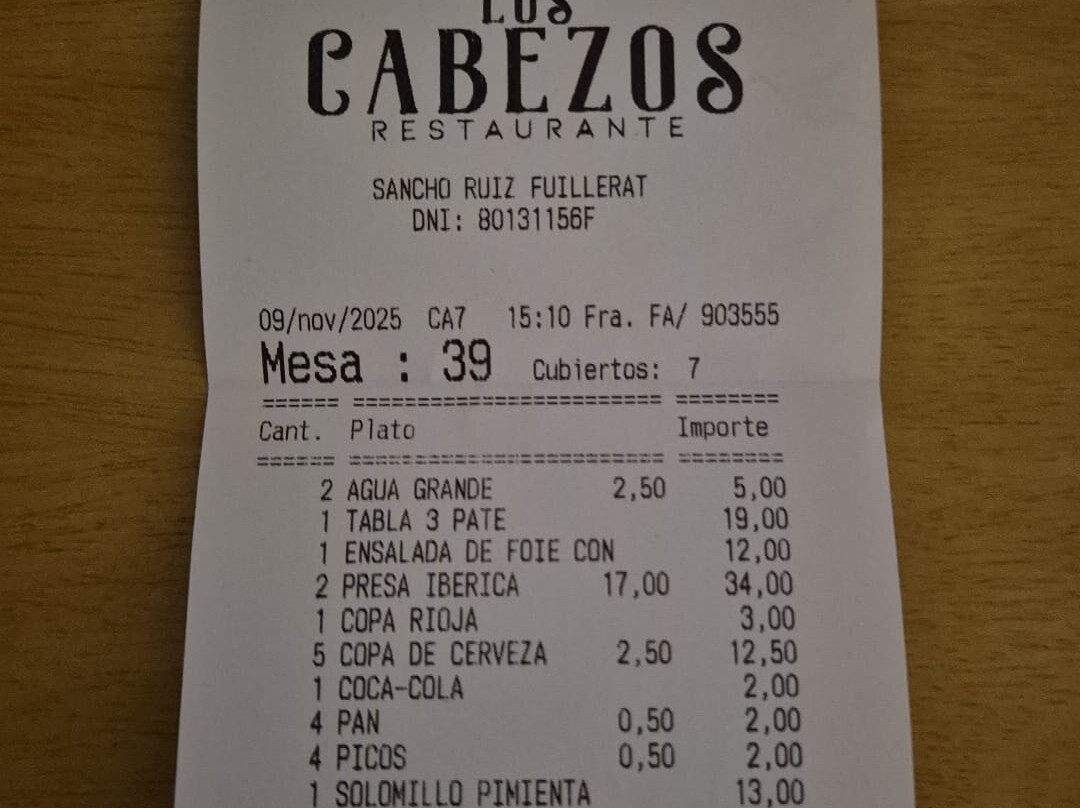 LOS
CABEZOS
RESTAURANTE
SANCHO RUIZ FUILLERAT
DNI: 80131156F
09/nov/2025 CA7 15:10 Fra. FA/ 903555
Mesa : 39 Cubiertos: 7
====== ======================== ========
Cant. Plato Importe
====== ======================== ========
2 AGUA GRANDE 2,50 5,00
1 TABLA 3 PATE 19,00
1 ENSALADA DE FOIE CON 12,00
2 PRESA IBERICA 17,00 34,00
1 COPA RIOJA 3,00
5 COPA DE CERVEZA 2,50 12,50
1 COCA-COLA 2,00
4 PAN 0,50 2,00
4 PICOS 0,50 2,00
1 SOLOMILLO PIMIENTA 13,00